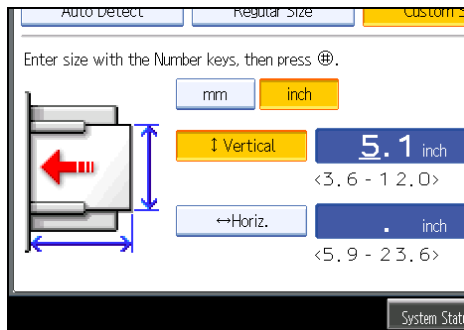 Auto Detect Regular Size Custom S
Enter size with the Number keys, then press ⊕.
mm inch
↕ Vertical 5.1 inch
<3.6 - 12.0>
↔Horiz. . inch
<5.9 - 23.6>
System Stat